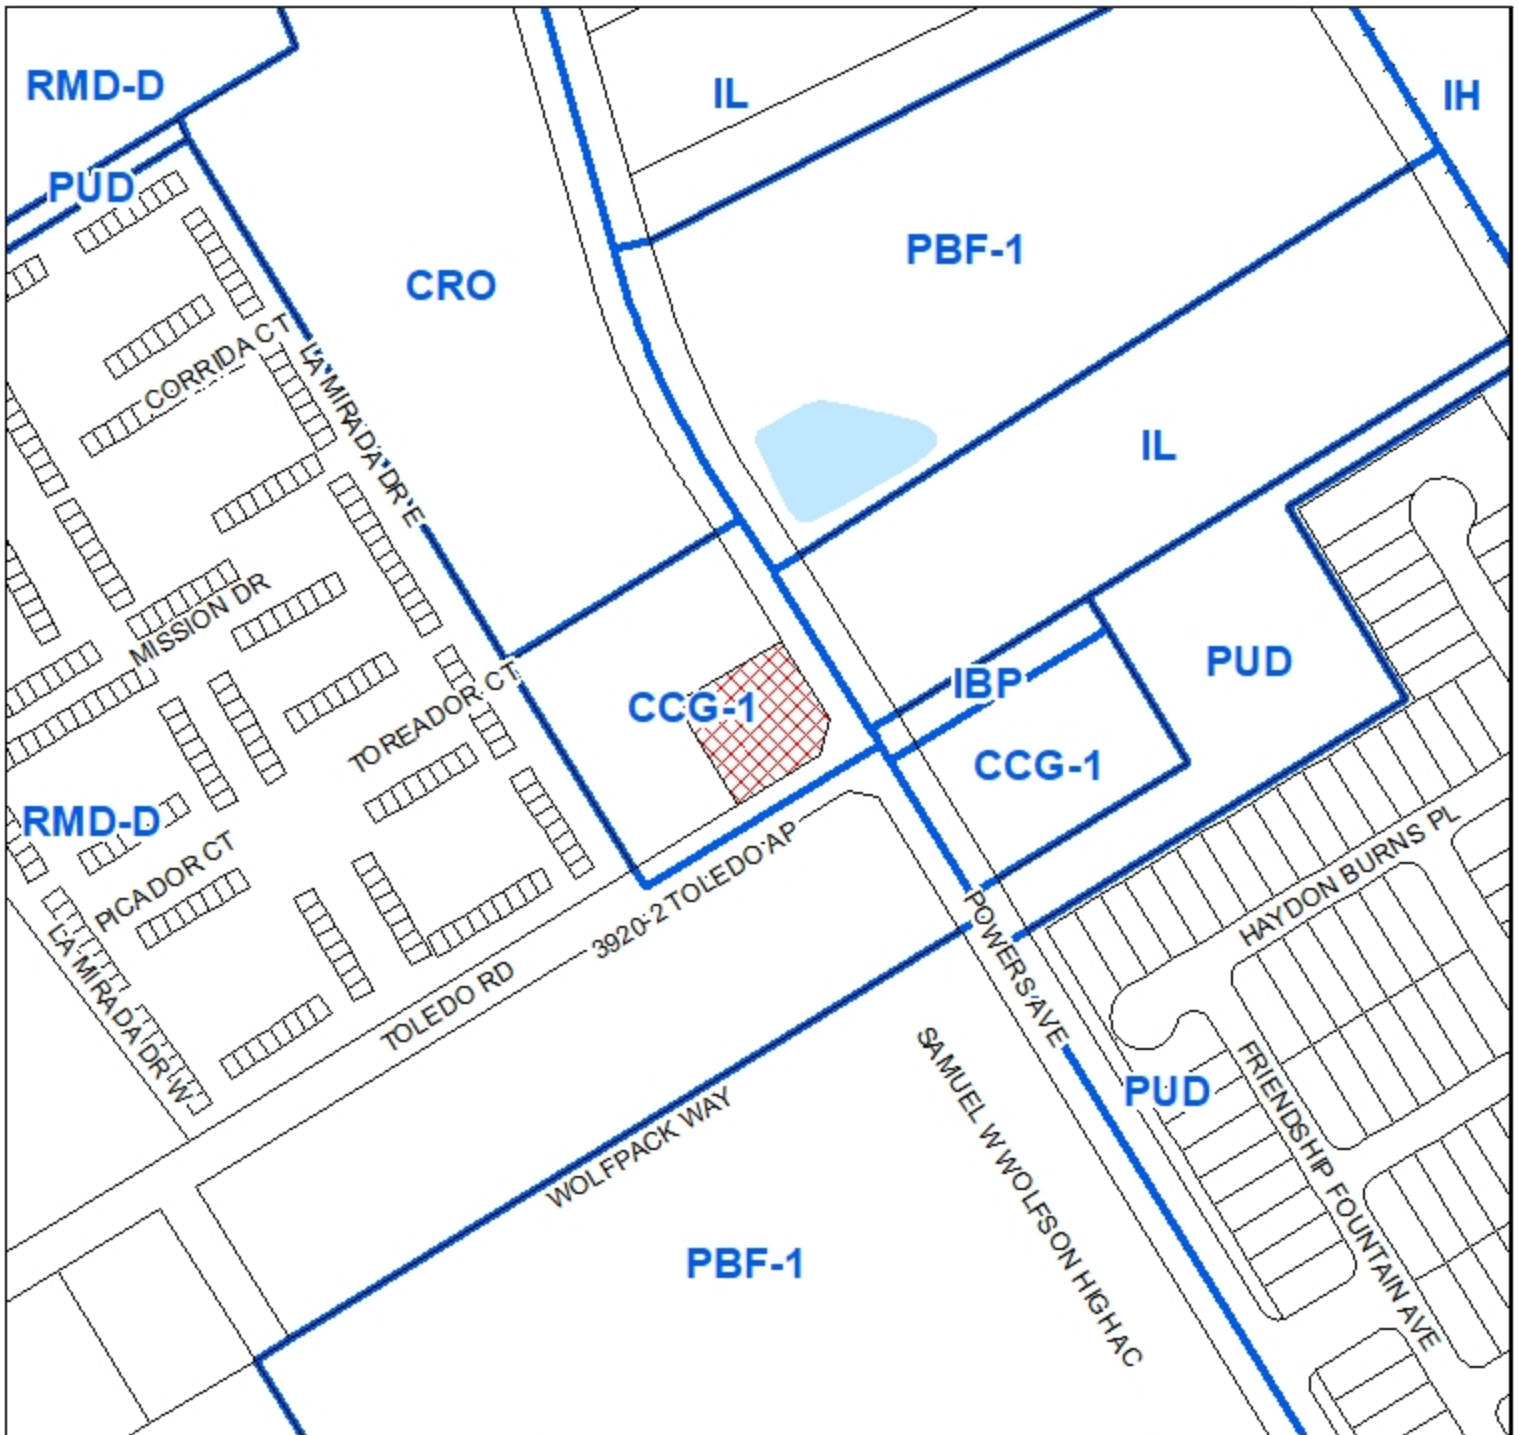 RMD-D
IL
IH
PUD
PBF-1
CRO
CORRIDA CT
LA MIRADA DR E
IL
MISSION DR
TOREADOR CT
CCG-1
IBP
PUD
CCG-1
RMD-D
PICADOR CT
LA MIRADA DR W
TOLEDO RD
3920-2 TOLEDO AP
HAYDON BURNS PL
POWERS AVE
WOLFPACK WAY
SAMUEL W WOLFSON HIGH AC
PUD
FRIENDSHIP FOUNTAIN AVE
PBF-1